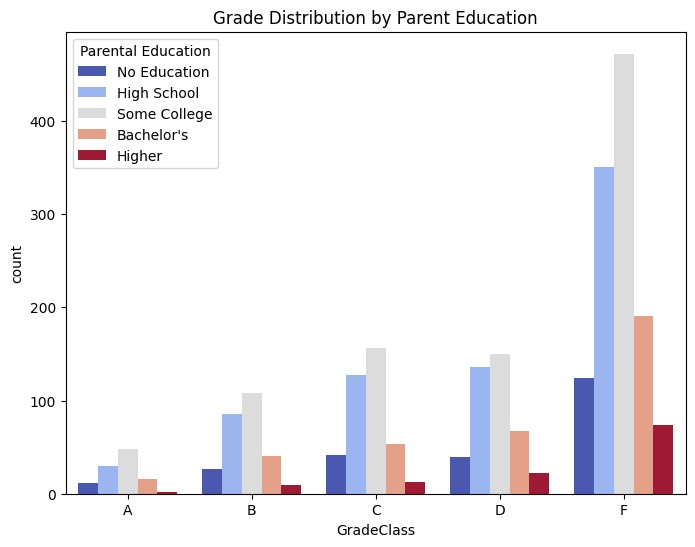 Grade Distribution by Parent Education
Parental Education
No Education
High School
Some College
Bachelor's
Higher
count
400
300
200
100
0
A B C D F
GradeClass